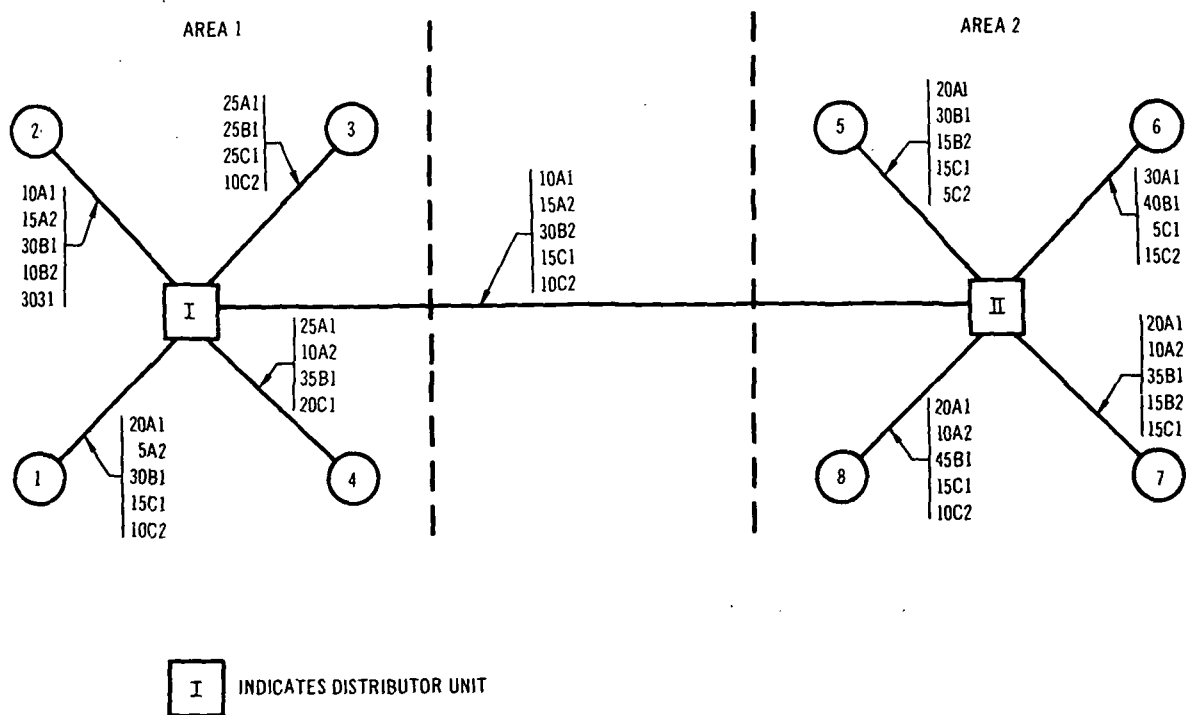 AREA 1
AREA 2
2
25A1
25B1
25C1
10C2
3
5
20A1
30B1
15B2
15C1
5C2
6
10A1
15A2
30B1
10B2
3031
10A1
15A2
30B2
15C1
10C2
30A1
40B1
5C1
15C2
I
II
25A1
10A2
35B1
20C1
20A1
10A2
35B1
15B2
15C1
20A1
5A2
30B1
15C1
10C2
20A1
10A2
45B1
15C1
10C2
1
4
8
7
I INDICATES DISTRIBUTOR UNIT